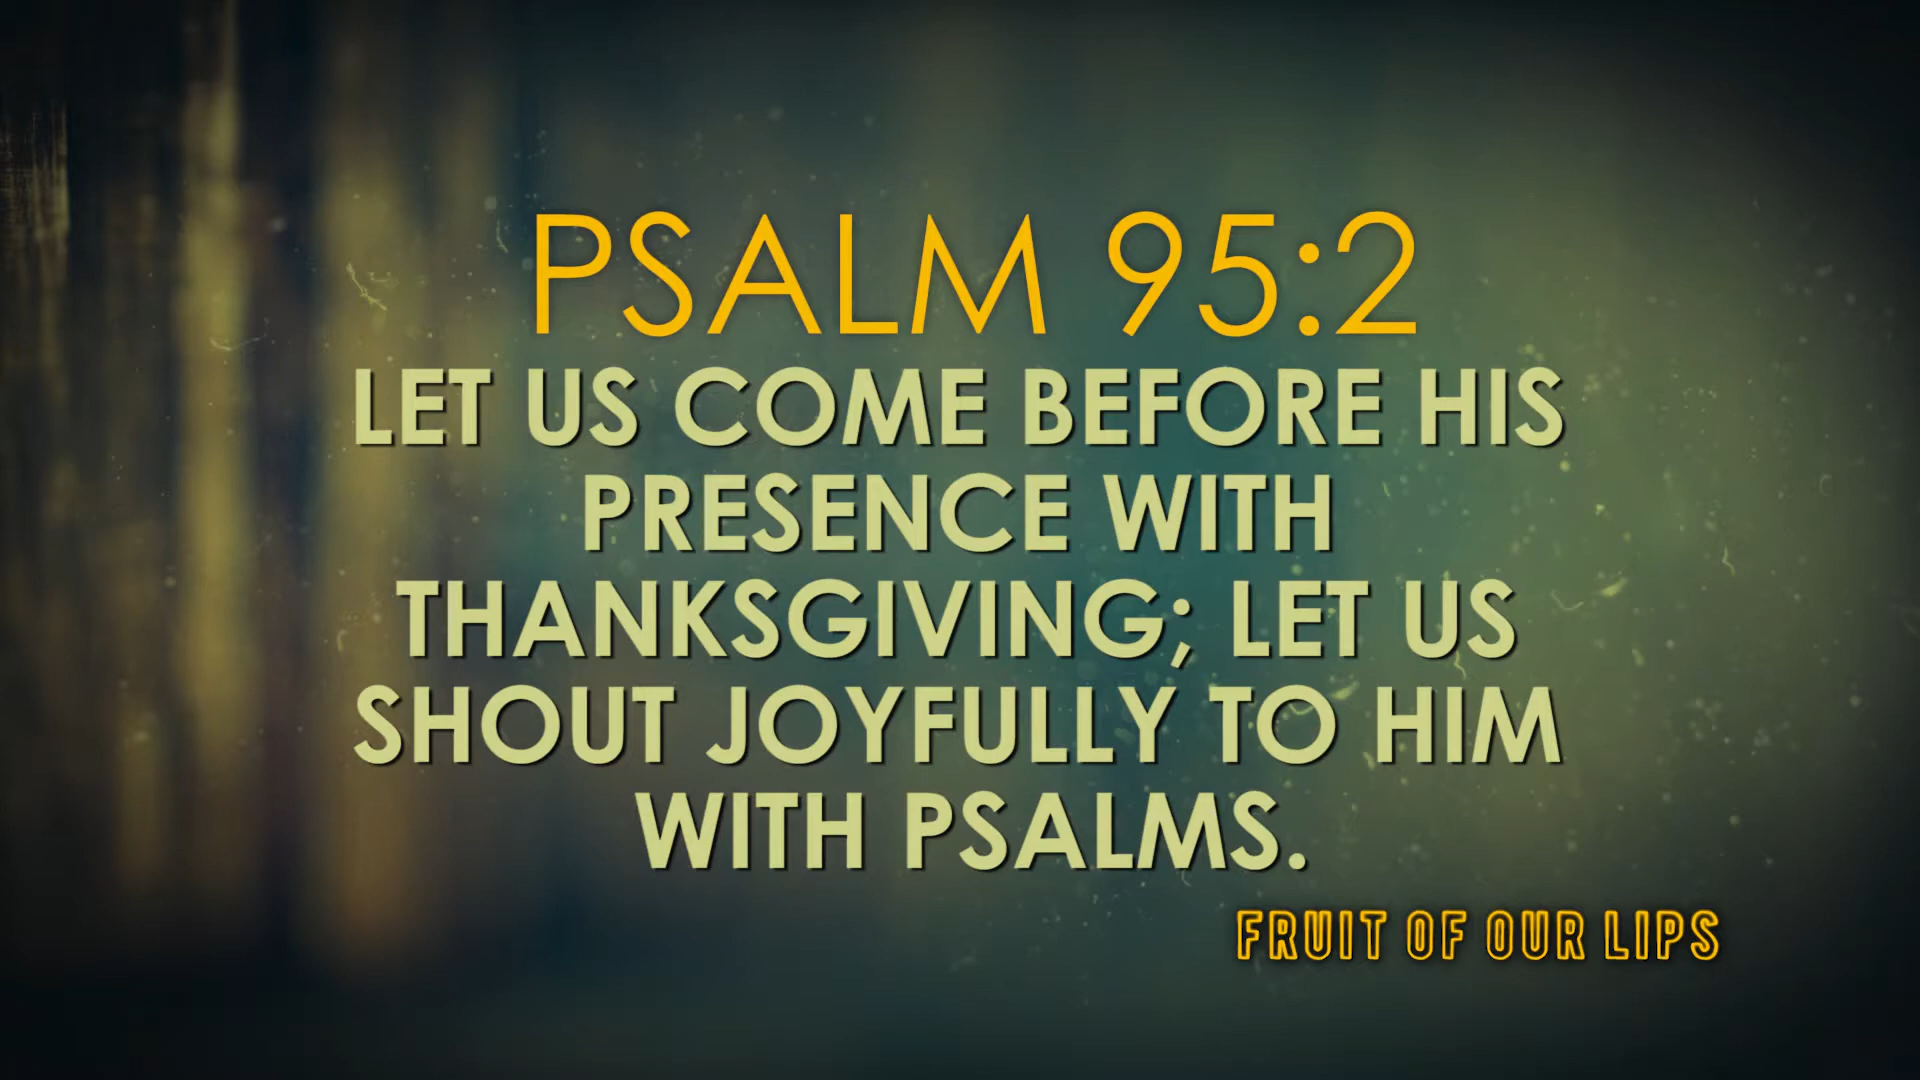 PSALM 95:2
LET US COME BEFORE HIS
PRESENCE WITH
THANKSGIVING; LET US
SHOUT JOYFULLY TO HIM
WITH PSALMS.
FRUIT OF OUR LIPS